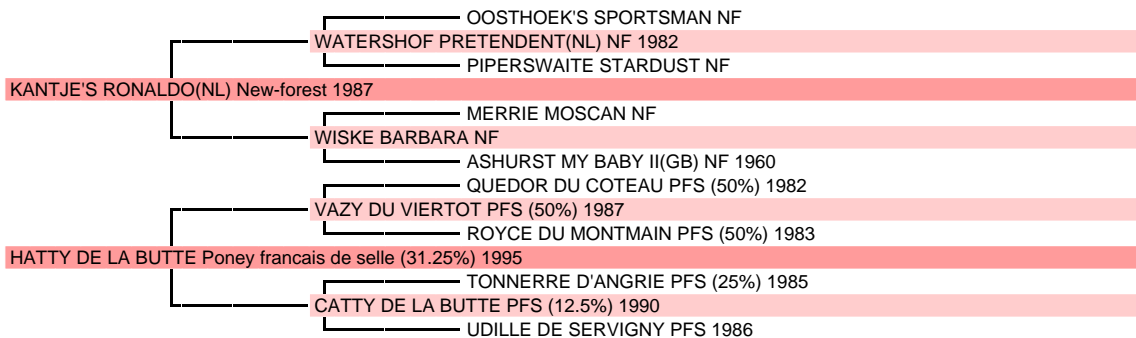 OOSTHOEK'S SPORTSMAN NF
WATERSHOF PRETENDENT(NL) NF 1982
PIPERSWAITE STARDUST NF
KANTJE'S RONALDO(NL) New-forest 1987
MERRIE MOSCAN NF
WISKE BARBARA NF
ASHURST MY BABY II(GB) NF 1960
QUEDOR DU COTEAU PFS (50%) 1982
VAZY DU VIERTOT PFS (50%) 1987
ROYCE DU MONTMAIN PFS (50%) 1983
HATTY DE LA BUTTE Poney francais de selle (31.25%) 1995
TONNERRE D'ANGRIE PFS (25%) 1985
CATTY DE LA BUTTE PFS (12.5%) 1990
UDILLE DE SERVIGNY PFS 1986